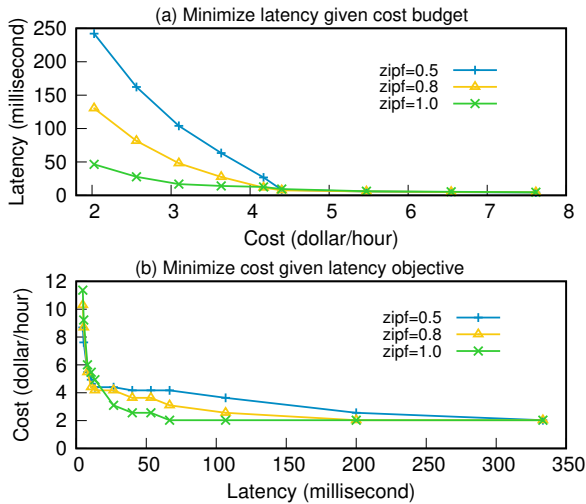 (a) Minimize latency given cost budget
250
200
150
100
50
0
Latency (millisecond)
zipf=0.5
zipf=0.8
zipf=1.0
2 3 4 5 6 7 8
Cost (dollar/hour)
(b) Minimize cost given latency objective
12
10
8
6
4
2
0
Cost (dollar/hour)
zipf=0.5
zipf=0.8
zipf=1.0
0 50 100 150 200 250 300 350
Latency (millisecond)